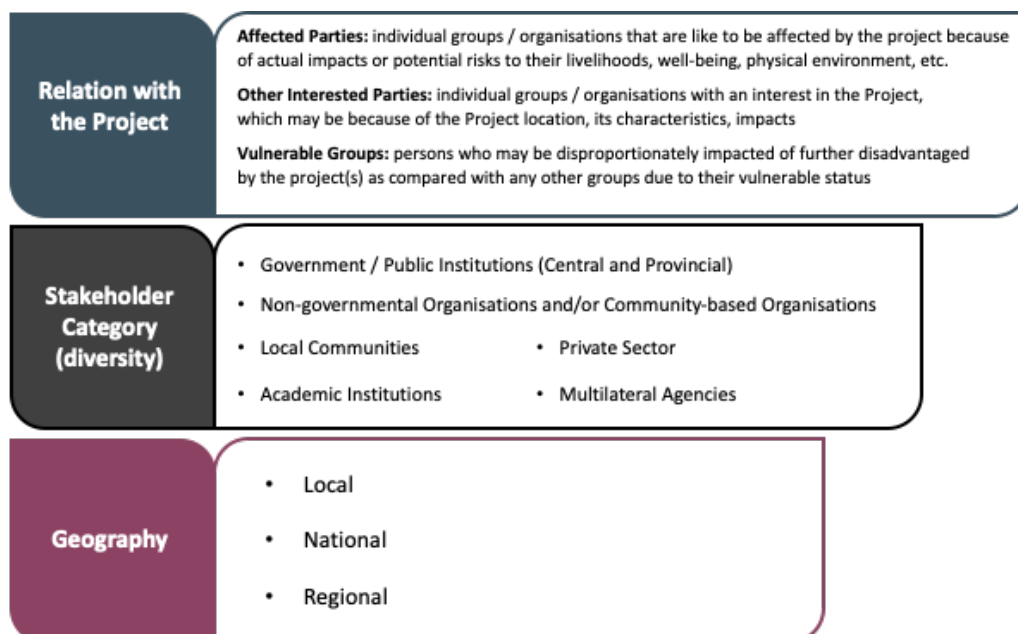 Relation with
the Project
Affected Parties: individual groups / organisations that are like to be affected by the project because
of actual impacts or potential risks to their livelihoods, well-being, physical environment, etc.
Other Interested Parties: individual groups / organisations with an interest in the Project,
which may be because of the Project location, its characteristics, impacts
Vulnerable Groups: persons who may be disproportionately impacted of further disadvantaged
by the project(s) as compared with any other groups due to their vulnerable status
Stakeholder
Category
(diversity)
• Government / Public Institutions (Central and Provincial)
• Non-governmental Organisations and/or Community-based Organisations
• Local Communities
• Private Sector
• Academic Institutions
• Multilateral Agencies
Geography
• Local
• National
• Regional